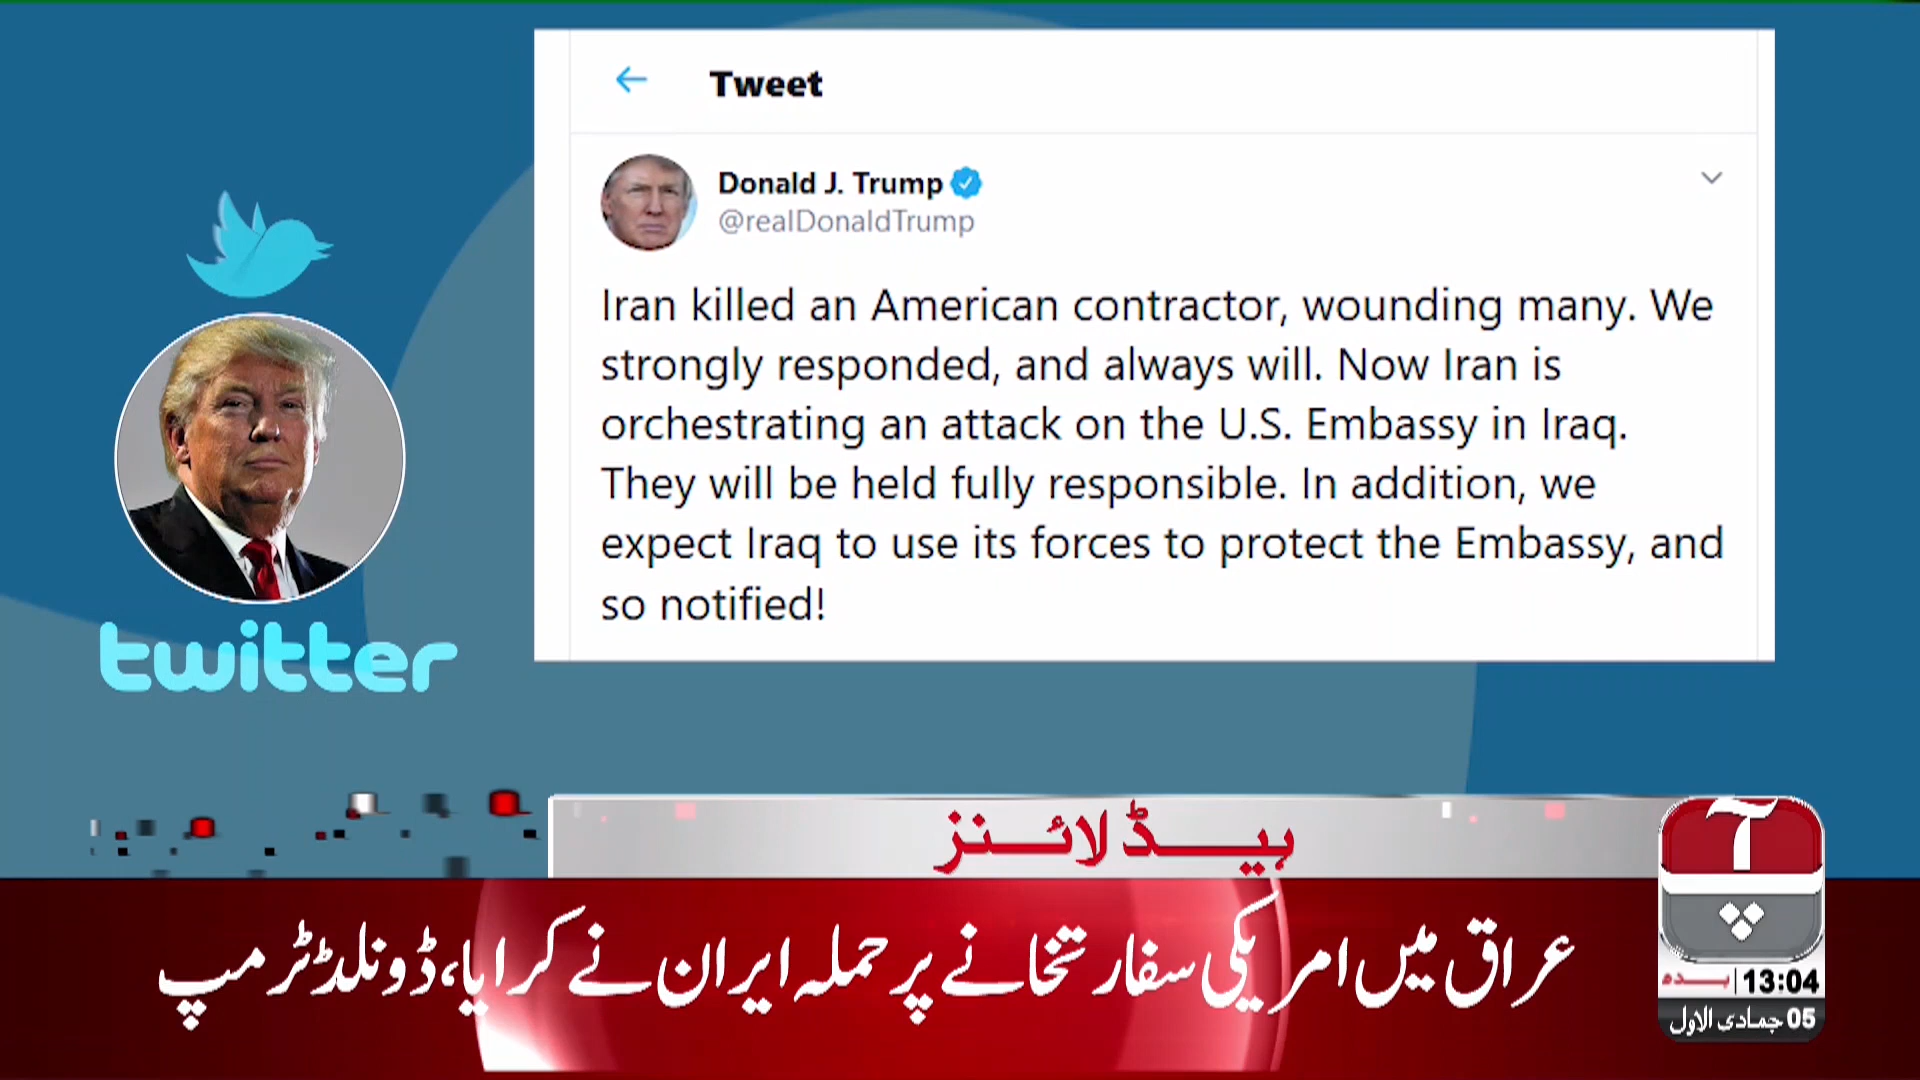 Tweet
Donald J. Trump
@realDonaldTrump
Iran killed an American contractor, wounding many. We
strongly responded, and always will. Now Iran is
orchestrating an attack on the U.S. Embassy in Iraq.
They will be held fully responsible. In addition, we
expect Iraq to use its forces to protect the Embassy, and
so notified!
twitter
ہیڈ لائنز
عراق میں امریکی سفارتخانے پر حملہ ایران نے کرایا، ڈونلڈ ٹرمپ
آپ
بدھ 13:04
05 جمادی الاول